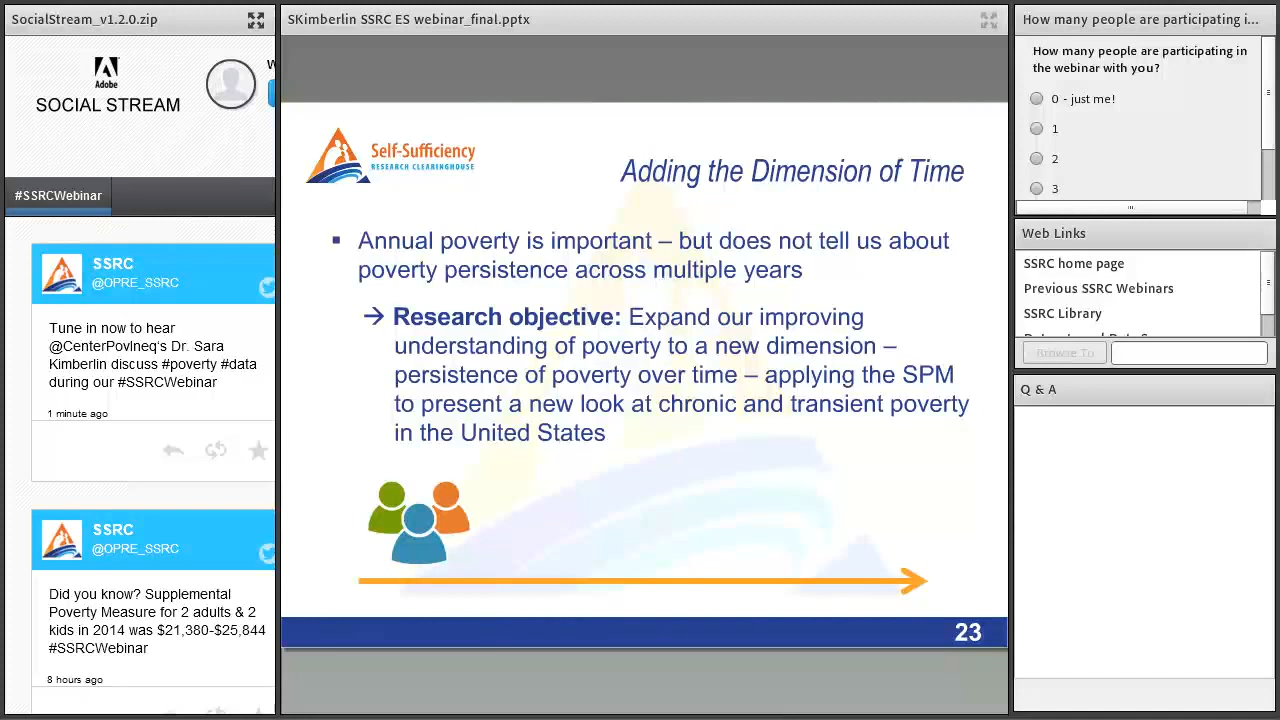 SocialStream_v1.2.0.zip
Adobe
SOCIAL STREAM
#SSRCWebinar
SSRC
@OPRE_SSRC
Tune in now to hear
@CenterPovIneq's Dr. Sara
Kimberlin discuss #poverty #data
during our #SSRCWebinar
1 minute ago
SSRC
@OPRE_SSRC
Did you know? Supplemental
Poverty Measure for 2 adults & 2
kids in 2014 was $21,380-$25,844
#SSRCWebinar
8 hours ago
SKimberlin SSRC ES webinar_final.pptx
Self-Sufficiency
RESEARCH CLEARINGHOUSE
Adding the Dimension of Time
▪ Annual poverty is important – but does not tell us about
poverty persistence across multiple years
→ Research objective: Expand our improving
understanding of poverty to a new dimension –
persistence of poverty over time – applying the SPM
to present a new look at chronic and transient poverty
in the United States
23
How many people are participating i...
How many people are participating in
the webinar with you?
0 - just me!
1
2
3
Web Links
SSRC home page
Previous SSRC Webinars
SSRC Library
Browse To
Q & A